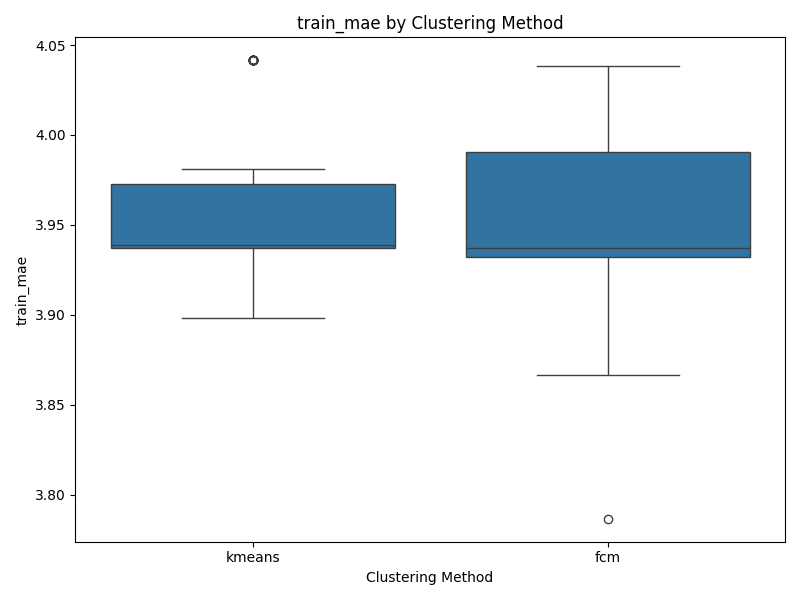 train_mae by Clustering Method
4.05
4.00
3.95
3.90
3.85
3.80
train_mae
kmeans
fcm
Clustering Method